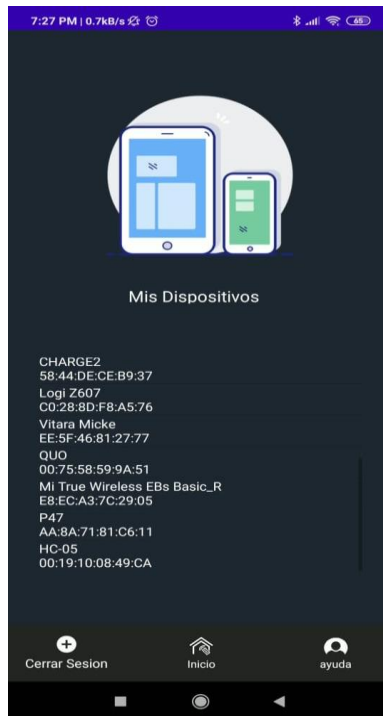 7:27 PM | 0.7kB/s
65
Mis Dispositivos
CHARGE2
58:44:DE:CE:B9:37
Logi Z607
C0:28:8D:F8:A5:76
Vitara Micke
EE:5F:46:81:27:77
QUO
00:75:58:59:9A:51
Mi True Wireless EBs Basic_R
E8:EC:A3:7C:29:05
P47
AA:8A:71:81:C6:11
HC-05
00:19:10:08:49:CA
Cerrar Sesion
Inicio
ayuda